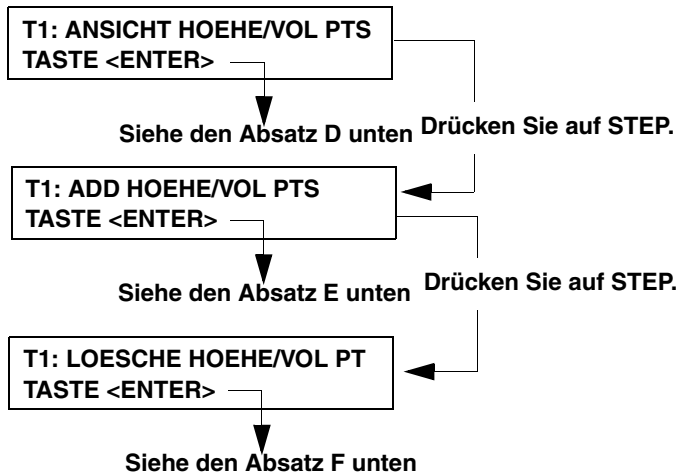 T1: ANSICHT HOEHE/VOL PTS
TASTE <ENTER>
Siehe den Absatz D unten
Drücken Sie auf STEP.
T1: ADD HOEHE/VOL PTS
TASTE <ENTER>
Siehe den Absatz E unten
Drücken Sie auf STEP.
T1: LOESCHE HOEHE/VOL PT
TASTE <ENTER>
Siehe den Absatz F unten